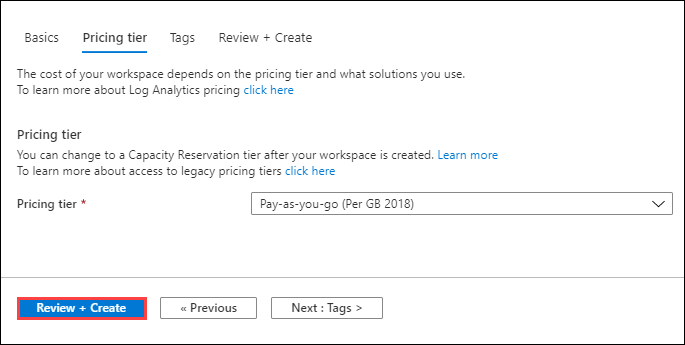 Basics Pricing tier Tags Review + Create
The cost of your workspace depends on the pricing tier and what solutions you use.
To learn more about Log Analytics pricing click here
Pricing tier
You can change to a Capacity Reservation tier after your workspace is created. Learn more
To learn more about access to legacy pricing tiers click here
Pricing tier * Pay-as-you-go (Per GB 2018)
Review + Create « Previous Next : Tags >